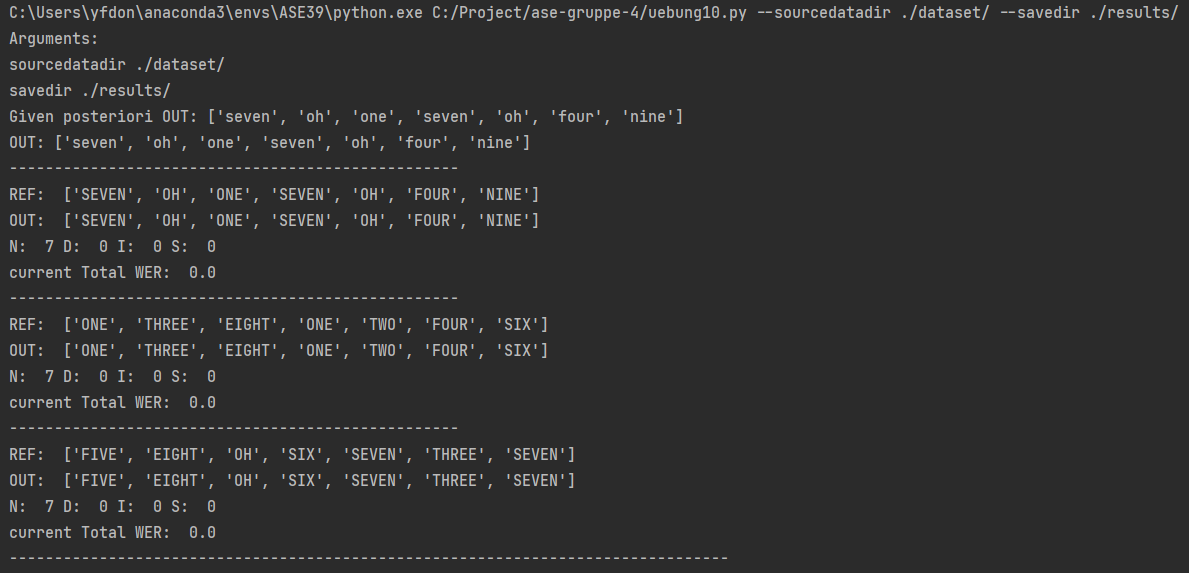 C:\Users\yfdon\anaconda3\envs\ASE39\python.exe C:/Project/ase-gruppe-4/uebung10.py --sourcedatadir ./dataset/ --savedir ./results/
Arguments:
sourcedatadir ./dataset/
savedir ./results/
Given posteriori OUT: ['seven', 'oh', 'one', 'seven', 'oh', 'four', 'nine']
OUT: ['seven', 'oh', 'one', 'seven', 'oh', 'four', 'nine']
--------------------------------------------------
REF:  ['SEVEN', 'OH', 'ONE', 'SEVEN', 'OH', 'FOUR', 'NINE']
OUT:  ['SEVEN', 'OH', 'ONE', 'SEVEN', 'OH', 'FOUR', 'NINE']
N:  7 D:  0 I:  0 S:  0
current Total WER:  0.0
--------------------------------------------------
REF:  ['ONE', 'THREE', 'EIGHT', 'ONE', 'TWO', 'FOUR', 'SIX']
OUT:  ['ONE', 'THREE', 'EIGHT', 'ONE', 'TWO', 'FOUR', 'SIX']
N:  7 D:  0 I:  0 S:  0
current Total WER:  0.0
--------------------------------------------------
REF:  ['FIVE', 'EIGHT', 'OH', 'SIX', 'SEVEN', 'THREE', 'SEVEN']
OUT:  ['FIVE', 'EIGHT', 'OH', 'SIX', 'SEVEN', 'THREE', 'SEVEN']
N:  7 D:  0 I:  0 S:  0
current Total WER:  0.0
--------------------------------------------------------------------------------